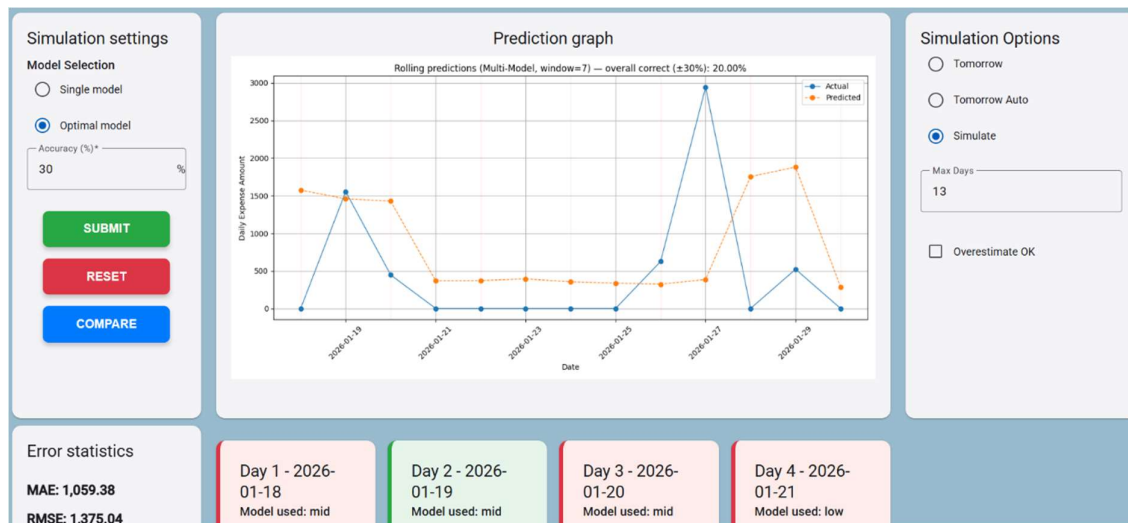 Simulation settings
Model Selection
Single model
Optimal model
Accuracy (%)*
30
%
SUBMIT
RESET
COMPARE
Prediction graph
Rolling predictions (Multi-Model, window=7) — overall correct (±30%): 20.00%
Actual
Predicted
3000
2500
2000
1500
1000
500
0
Daily Expense Amount
2026-01-19
2026-01-21
2026-01-23
2026-01-25
2026-01-27
2026-01-29
Date
Simulation Options
Tomorrow
Tomorrow Auto
Simulate
Max Days
13
Overestimate OK
Error statistics
MAE: 1,059.38
RMSE: 1,375.04
Day 1 - 2026-
01-18
Model used: mid
Day 2 - 2026-
01-19
Model used: mid
Day 3 - 2026-
01-20
Model used: mid
Day 4 - 2026-
01-21
Model used: low